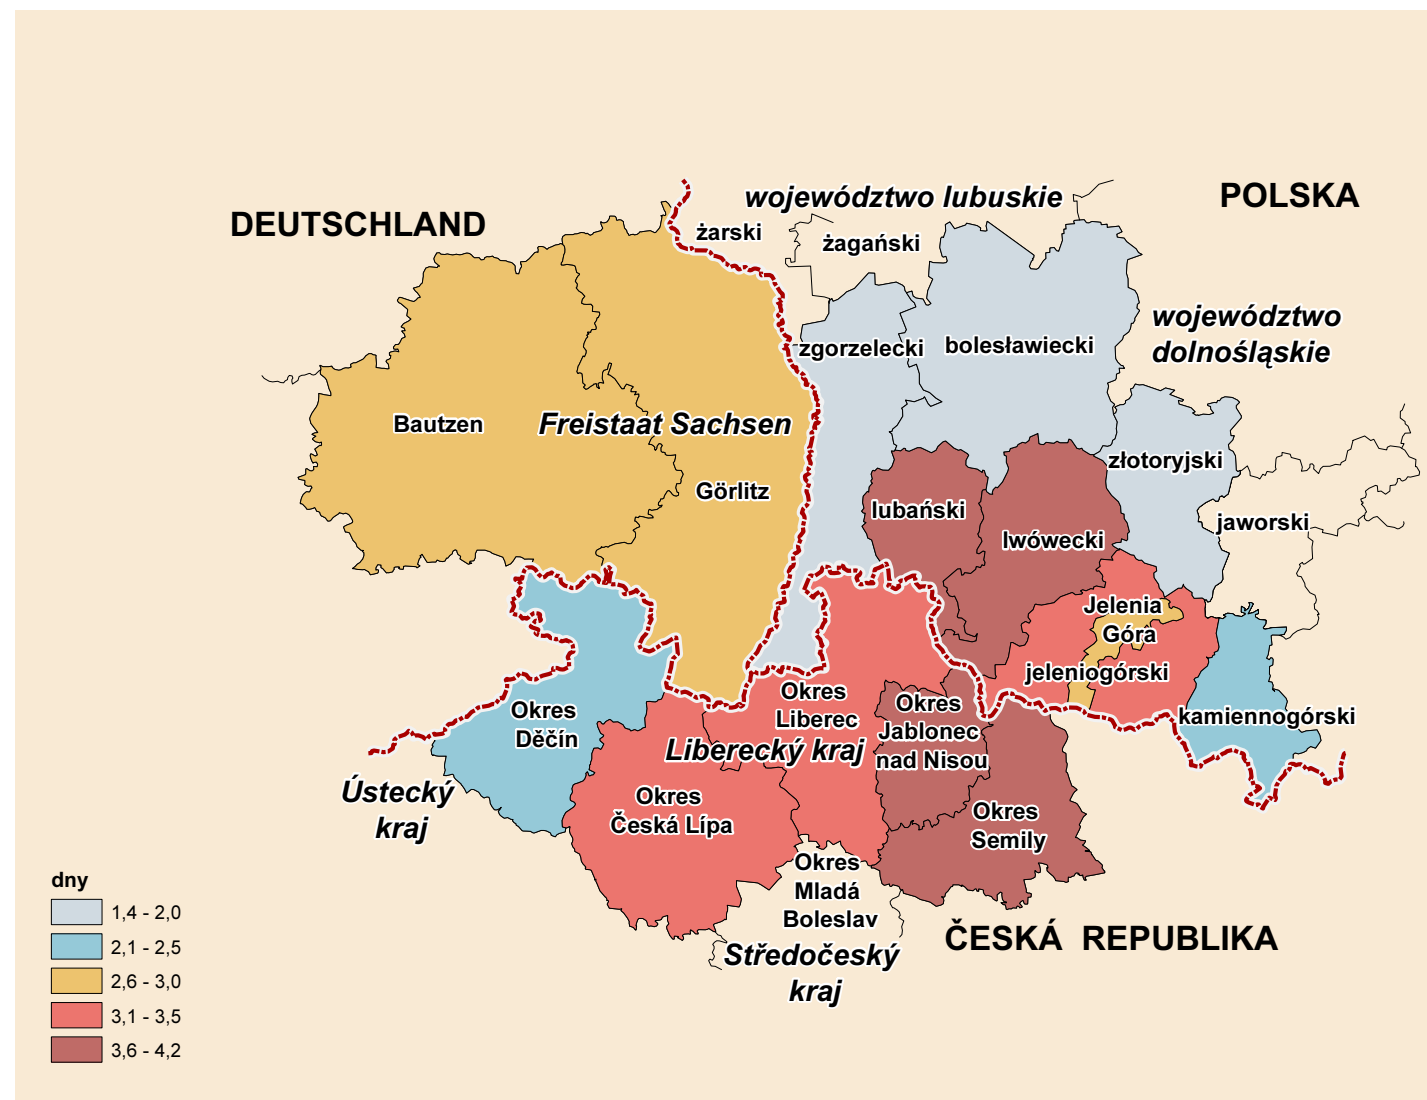 województwo lubuskie
POLSKA
DEUTSCHLAND
żarski
żagański
województwo
dolnośląskie
zgorzelecki
bolesławiecki
Bautzen
Freistaat Sachsen
złotoryjski
Görlitz
lubański
jaworski
lwówecki
Jelenia
Góra
jeleniogórski
Okres
Liberec
Okres
Jablonec
nad Nisou
Okres
Děčín
kamiennogórski
Liberecký kraj
Ústecký
kraj
Okres
Česká Lípa
Okres
Semily
Okres
Mladá
Boleslav
ČESKÁ REPUBLIKA
Středočeský
kraj
dny
1,4 - 2,0
2,1 - 2,5
2,6 - 3,0
3,1 - 3,5
3,6 - 4,2